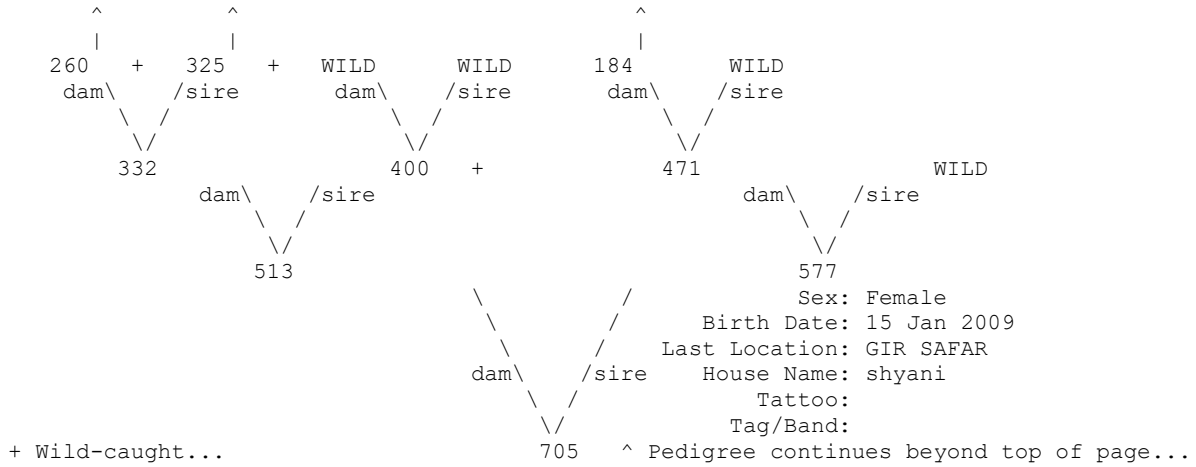 ^ ^ ^
| | |
260 + 325 + WILD WILD 184 WILD
dam\ /sire dam\ /sire dam\ /sire
\ / \ / \ /
\/ \/ \/
332 400 + 471 WILD
dam\ /sire dam\ /sire
\ / \ /
\/ \/
513 577
\ / Sex: Female
\ / Birth Date: 15 Jan 2009
\ / Last Location: GIR SAFAR
dam\ /sire House Name: shyani
\ / Tattoo:
\/ Tag/Band:
+ Wild-caught... 705 ^ Pedigree continues beyond top of page...